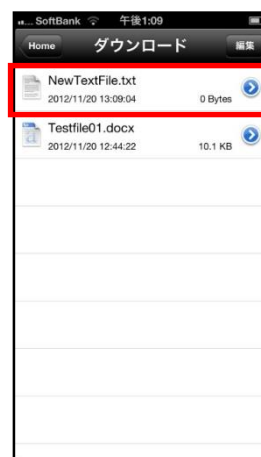 ... SoftBank 午後1:09
Home ダウンロード 編集
NewTextFile.txt
2012/11/20 13:09:04 0 Bytes
Testfile01.docx
2012/11/20 12:44:22 10.1 KB